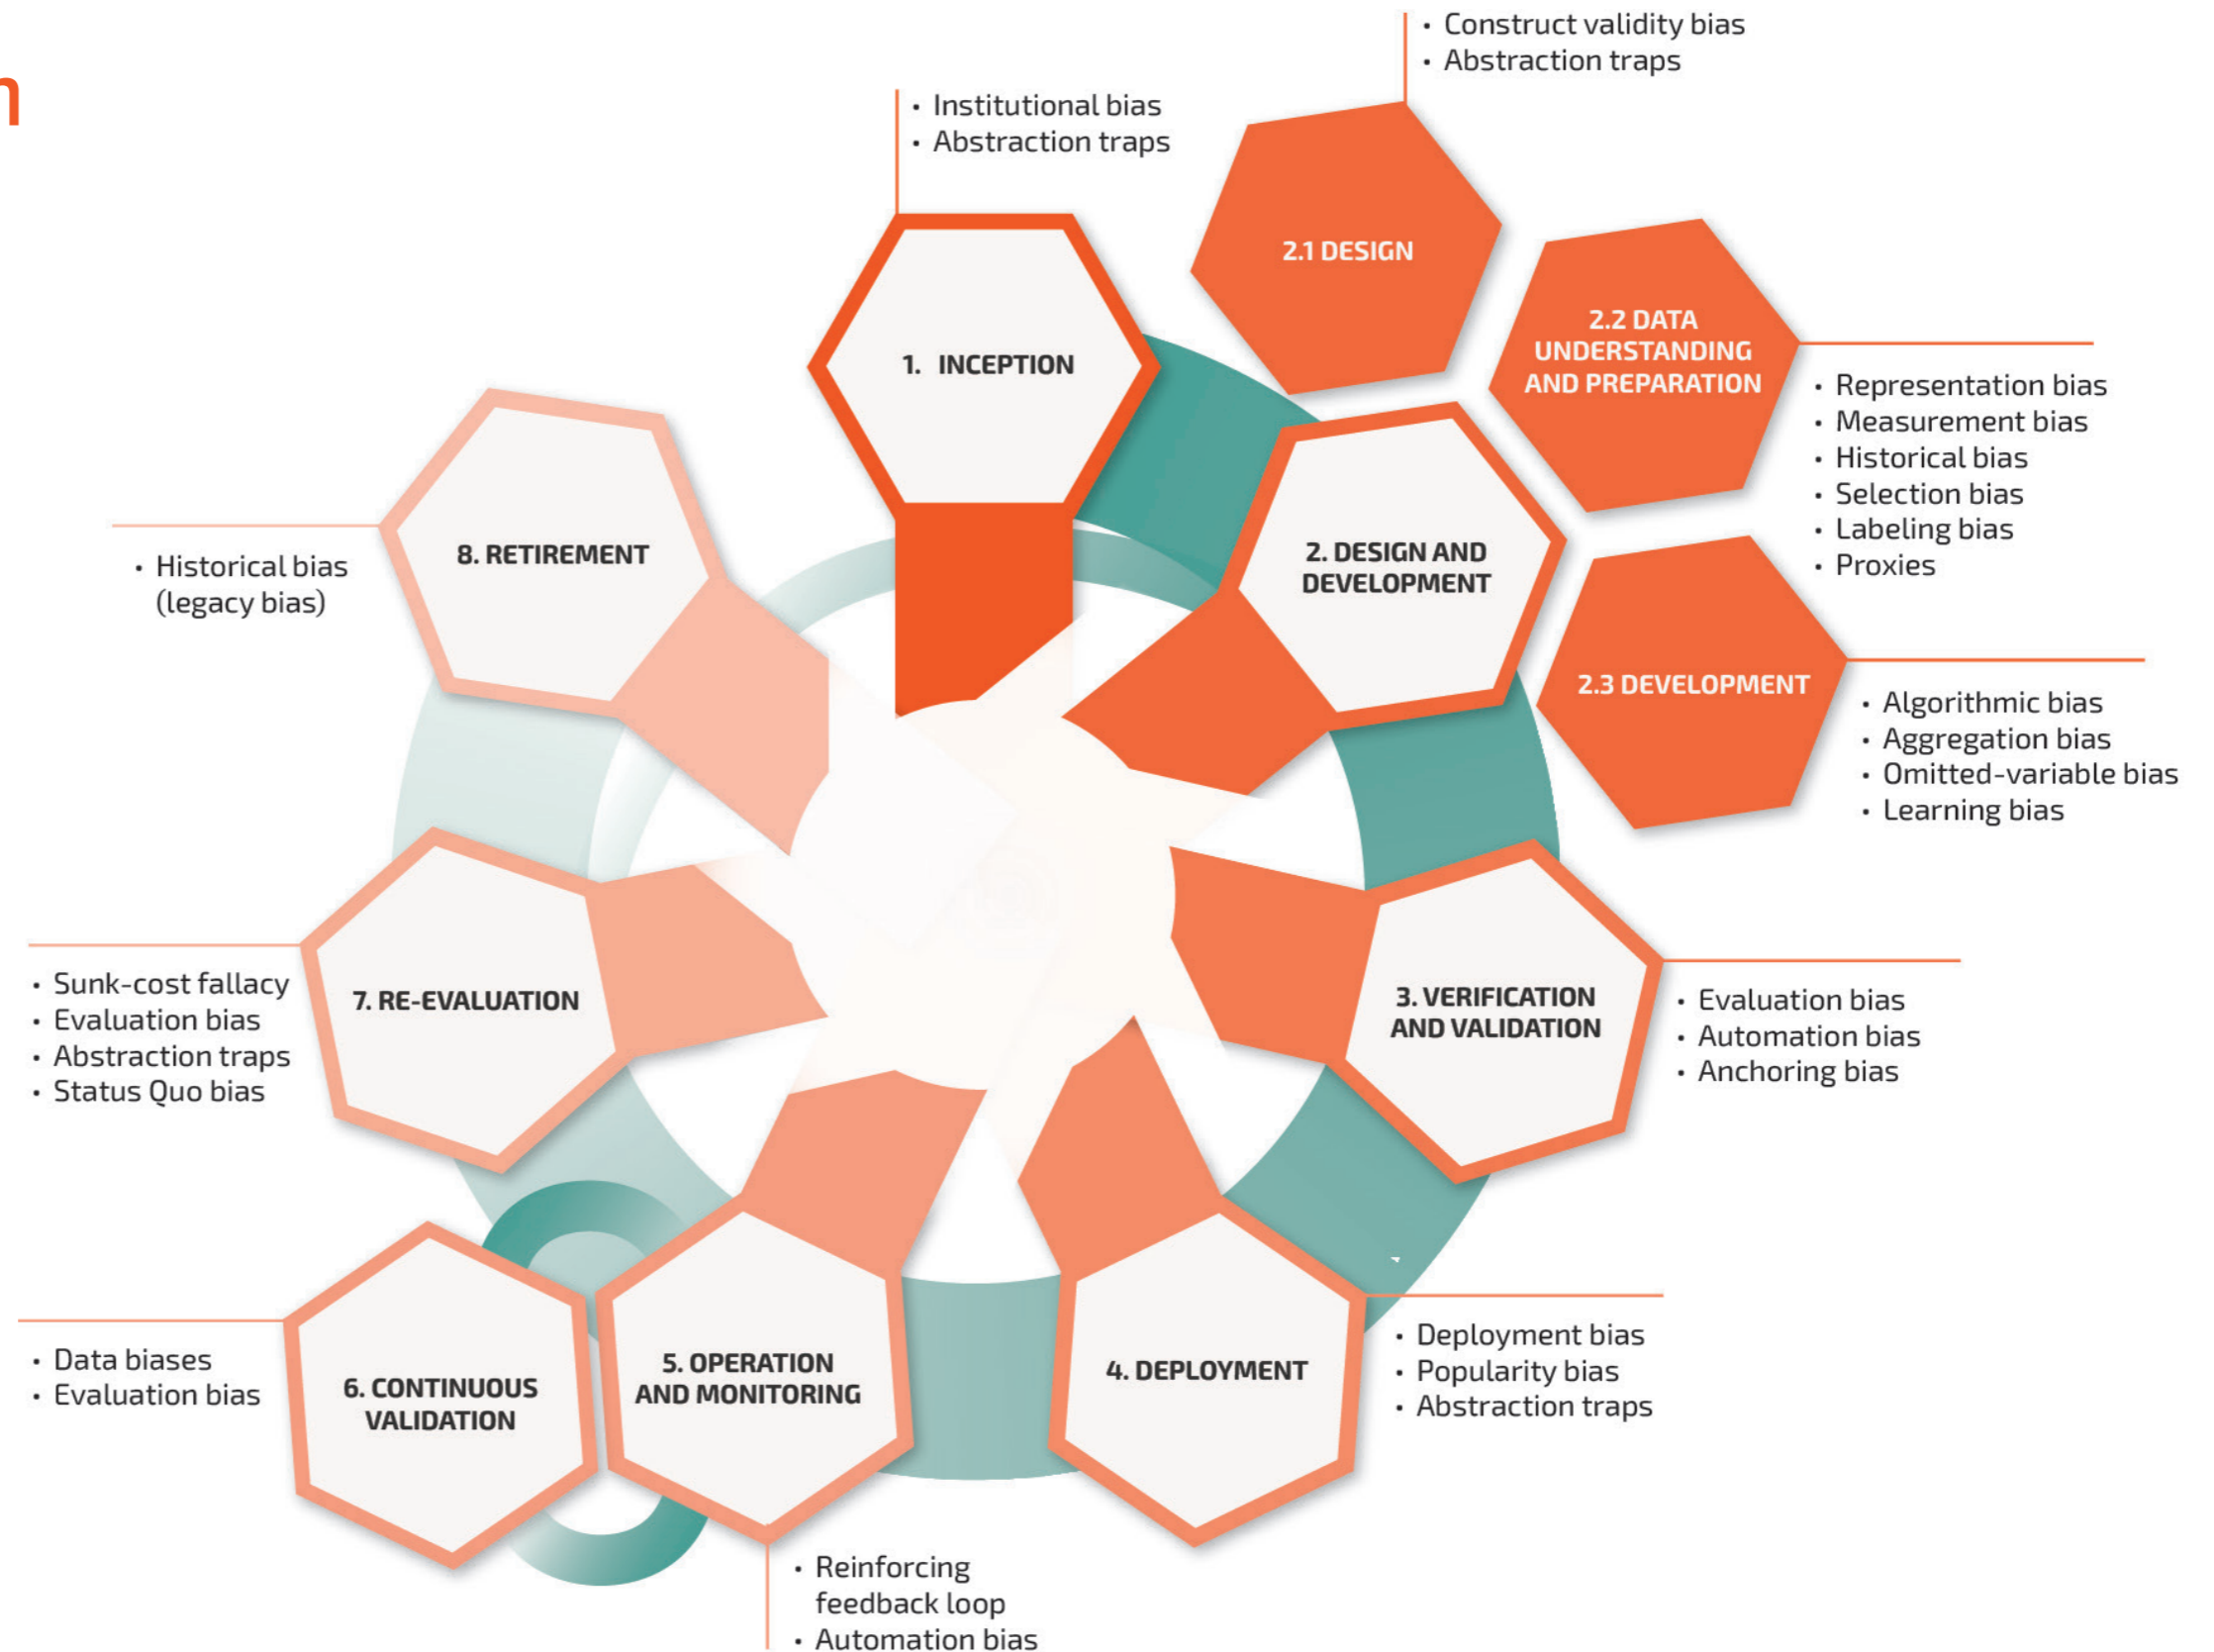 n
• Construct validity bias
• Abstraction traps
• Institutional bias
• Abstraction traps
1. INCEPTION
2.1 DESIGN
2.2 DATA
UNDERSTANDING
AND PREPARATION
• Representation bias
• Measurement bias
• Historical bias
• Selection bias
• Labeling bias
• Proxies
2. DESIGN AND
DEVELOPMENT
2.3 DEVELOPMENT
• Algorithmic bias
• Aggregation bias
• Omitted-variable bias
• Learning bias
3. VERIFICATION
AND VALIDATION
• Evaluation bias
• Automation bias
• Anchoring bias
4. DEPLOYMENT
• Deployment bias
• Popularity bias
• Abstraction traps
5. OPERATION
AND MONITORING
• Reinforcing
feedback loop
• Automation bias
6. CONTINUOUS
VALIDATION
• Data biases
• Evaluation bias
7. RE-EVALUATION
• Sunk-cost fallacy
• Evaluation bias
• Abstraction traps
• Status Quo bias
8. RETIREMENT
• Historical bias
(legacy bias)